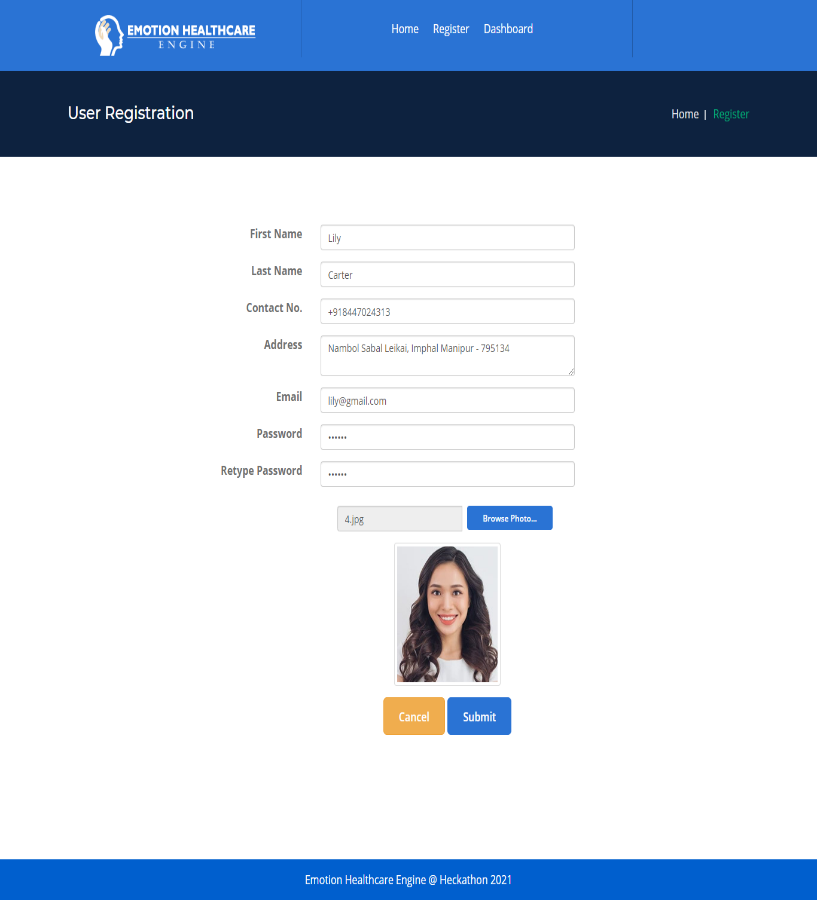 EMOTION HEALTHCARE
ENGINE
Home Register Dashboard
User Registration
Home | Register
First Name
Lily
Last Name
Carter
Contact No.
+918447024313
Address
Nambol Sabal Leikai, Imphal Manipur - 795134
Email
lily@gmail.com
Password
••••••
Retype Password
••••••
4.jpg
Browse Photo...
Cancel
Submit
Emotion Healthcare Engine @ Heckathon 2021